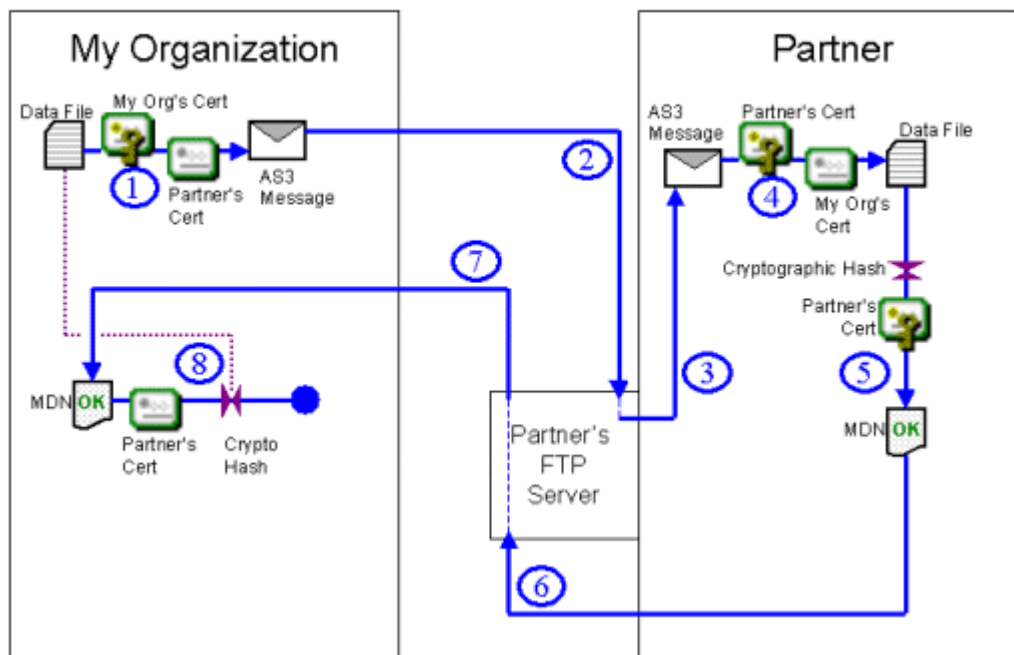 My Organization
Partner
Data File
My Org's Cert
1
Partner's
Cert
AS3
Message
2
AS3
Message
Partner's Cert
4
My Org's
Cert
Data File
7
Cryptographic Hash
Partner's
Cert
3
5
8
MDN
OK
Partner's
Cert
Crypto
Hash
Partner's
FTP
Server
MDN
OK
6